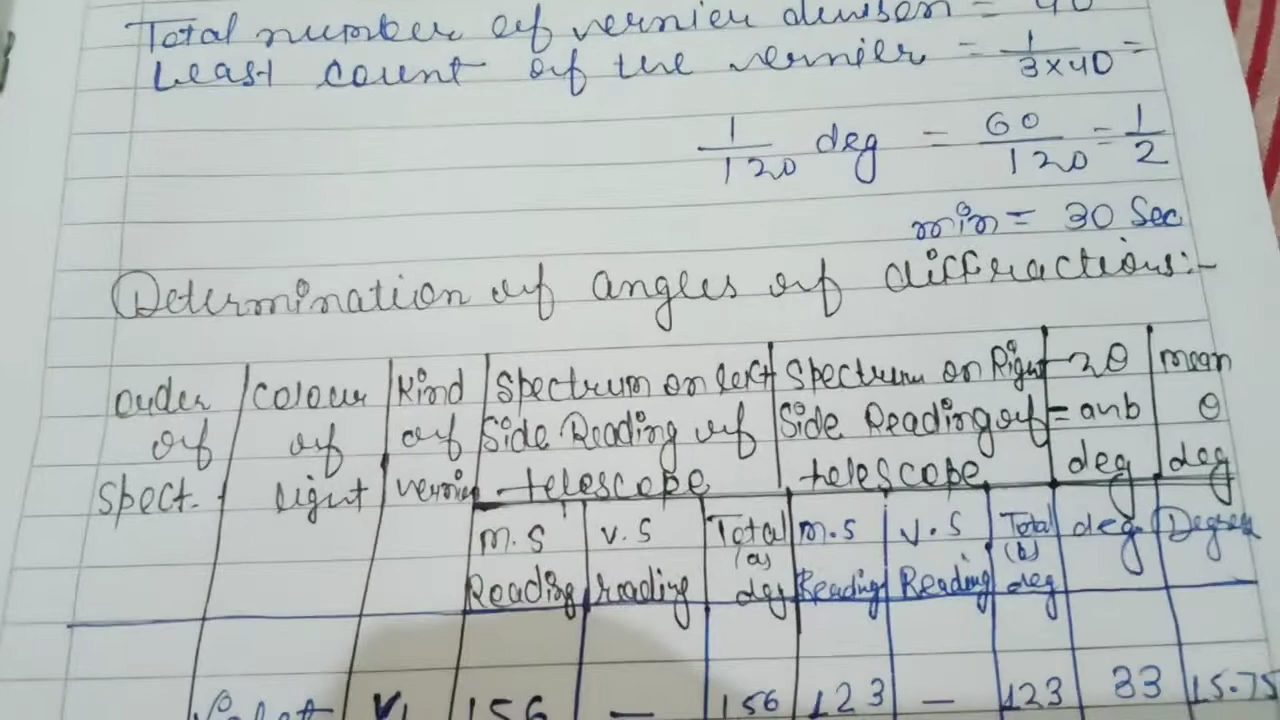 Total number of vernier division = 40
Least count of the vernier = 1/3×40 =
1/120 deg = 60/120 = 1/2
min = 30 Sec
Determination of angles of diffractions:-
order of spect. | colour of light | Kind of vernier | Spectrum on left Side Reading of telescope | Spectrum on Right Side Reading of telescope | 2θ = anb deg | mean θ deg
m.s Reading | v.s reading | Total (a) deg | m.s Reading | v.s Reading | Total (b) deg | deg | Degree
Violet | V1 | 156 | — | 156 | 123 | — | 123 | 33 | 15.75